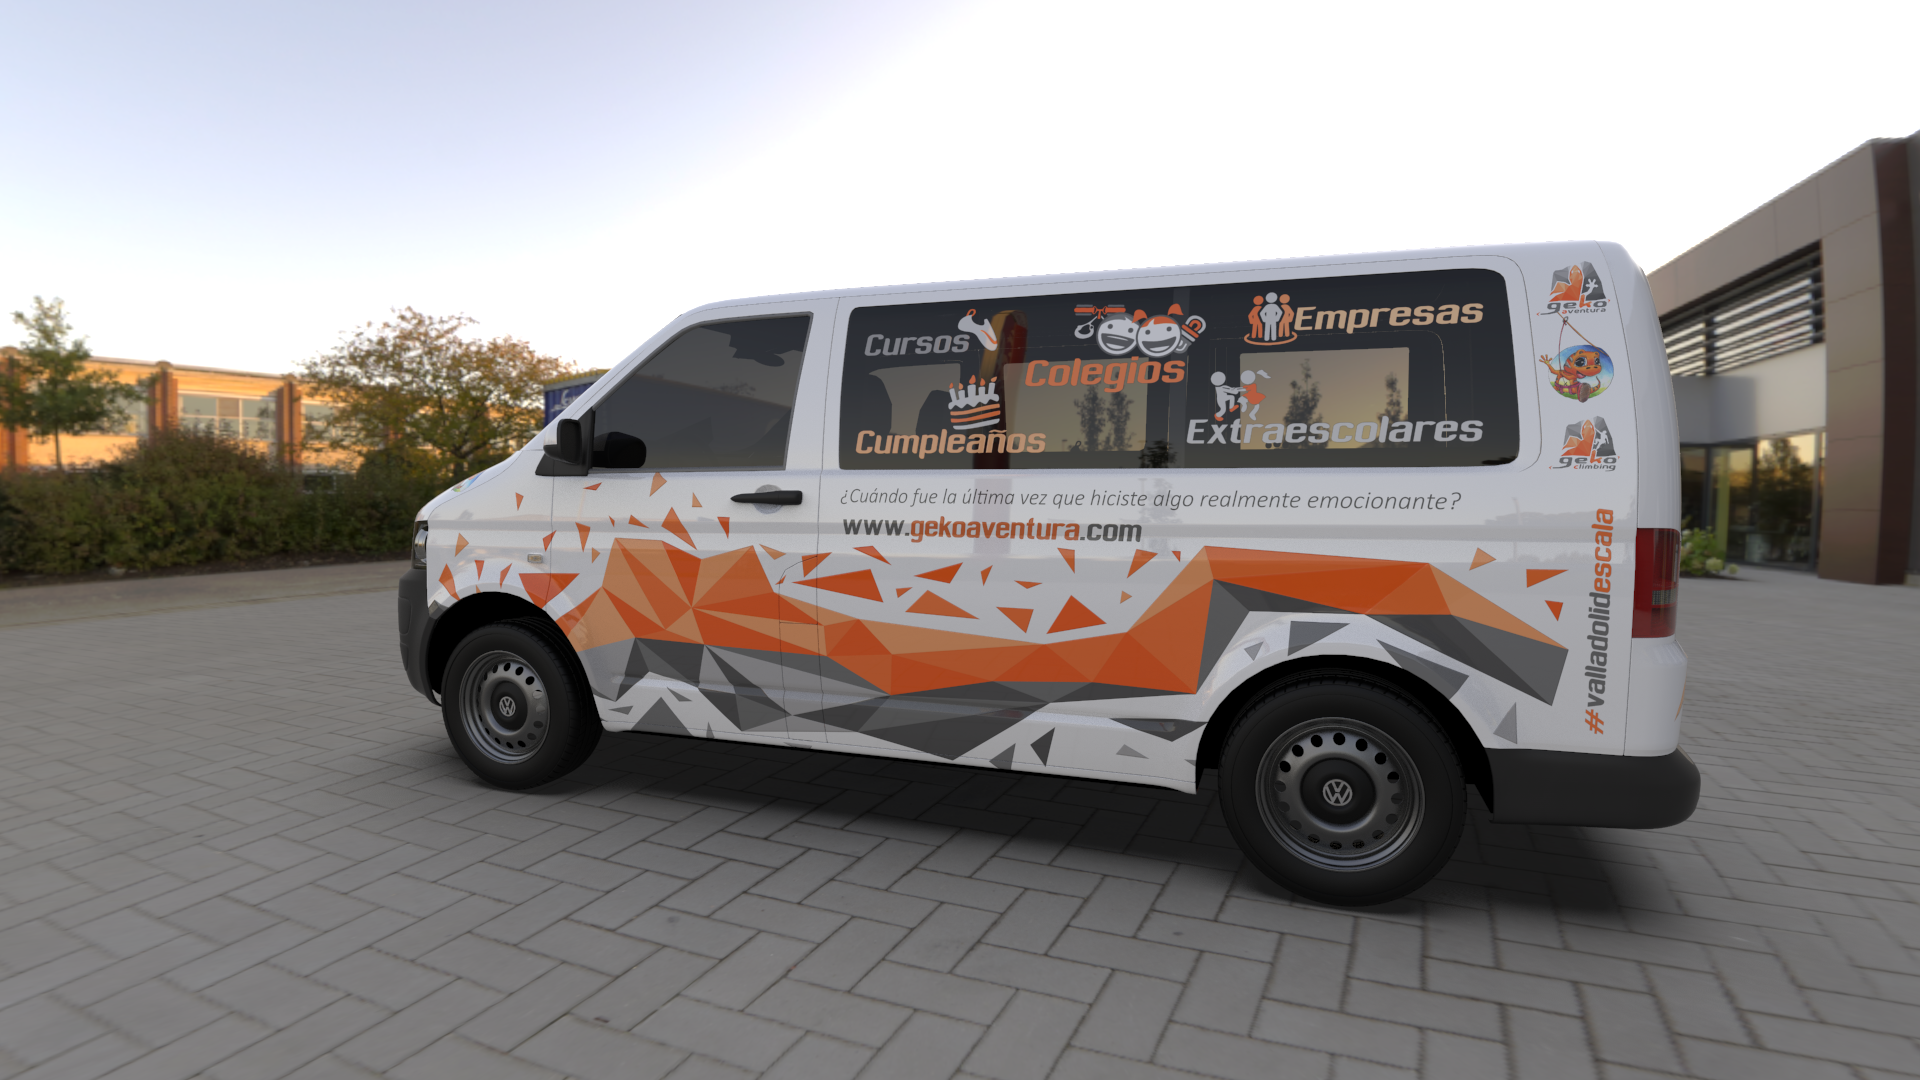 Cursos
Colegios
Empresas
Cumpleaños
Extraescolares
¿Cuándo fue la última vez que hiciste algo realmente emocionante?
www.gekoaventura.com
geko
aventura
geko
climbing
#valladolidescala